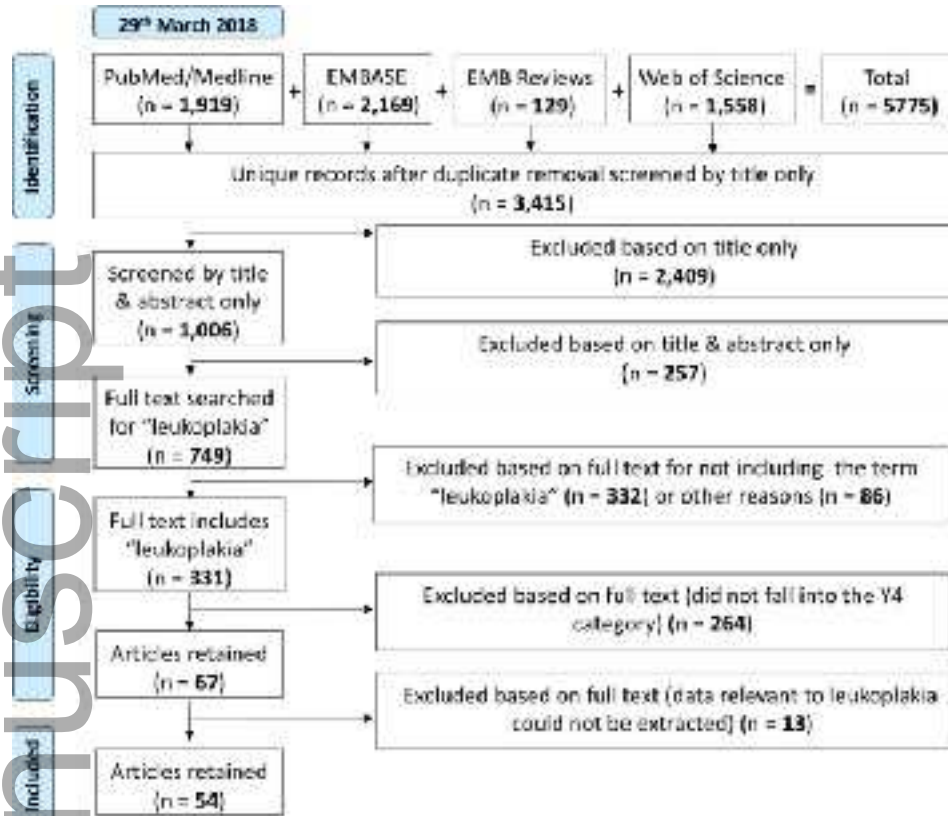 29th March 2018
Identification
PubMed/Medline
(n = 1,919)
+
EMBASE
(n = 2,169)
+
EMB Reviews
(n = 129)
+
Web of Science
(n = 1,558)
=
Total
(n = 5775)
Unique records after duplicate removal screened by title only
(n = 3,415)
Screening
Excluded based on title only
(n = 2,409)
Screened by title
& abstract only
(n = 1,006)
Excluded based on title & abstract only
(n = 257)
Full text searched
for "leukoplakia"
(n = 749)
Excluded based on full text for not including the term
"leukoplakia" (n = 332) or other reasons (n = 86)
Eligibility
Full text includes
"leukoplakia"
(n = 331)
Excluded based on full text (did not fall into the Y4
category) (n = 264)
Articles retained
(n = 67)
Excluded based on full text (data relevant to leukoplakia
could not be extracted) (n = 13)
Included
Articles retained
(n = 54)
nuscript